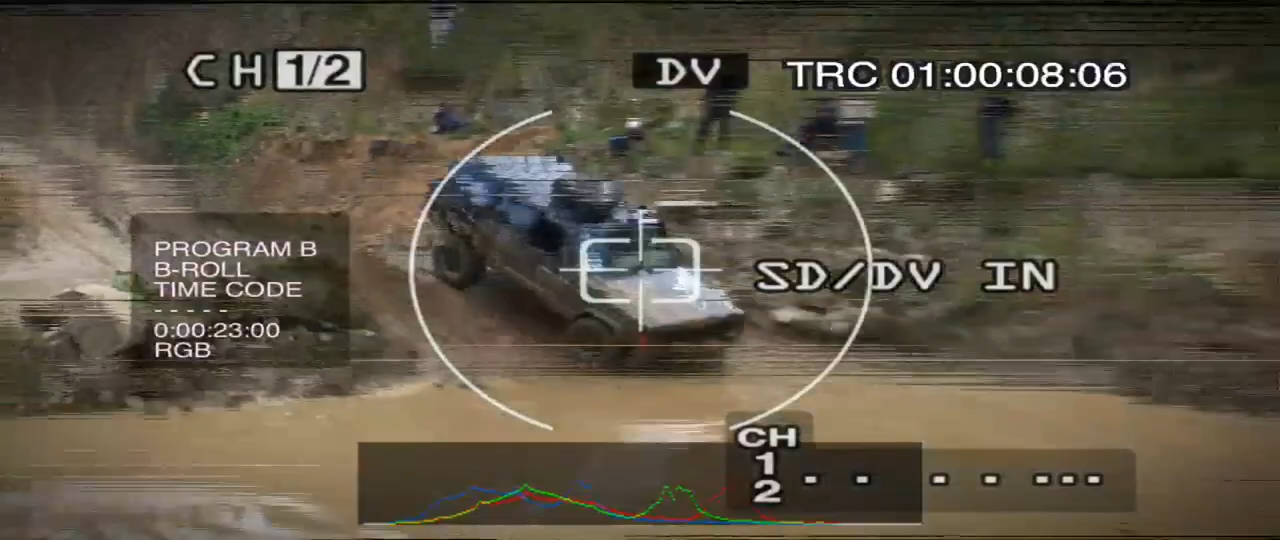 CH 1/2
DV
TRC 01:00:08:06
PROGRAM B
B-ROLL
TIME CODE
- - - - -
0:00:23:00
RGB
SD/DV IN
CH
1
2